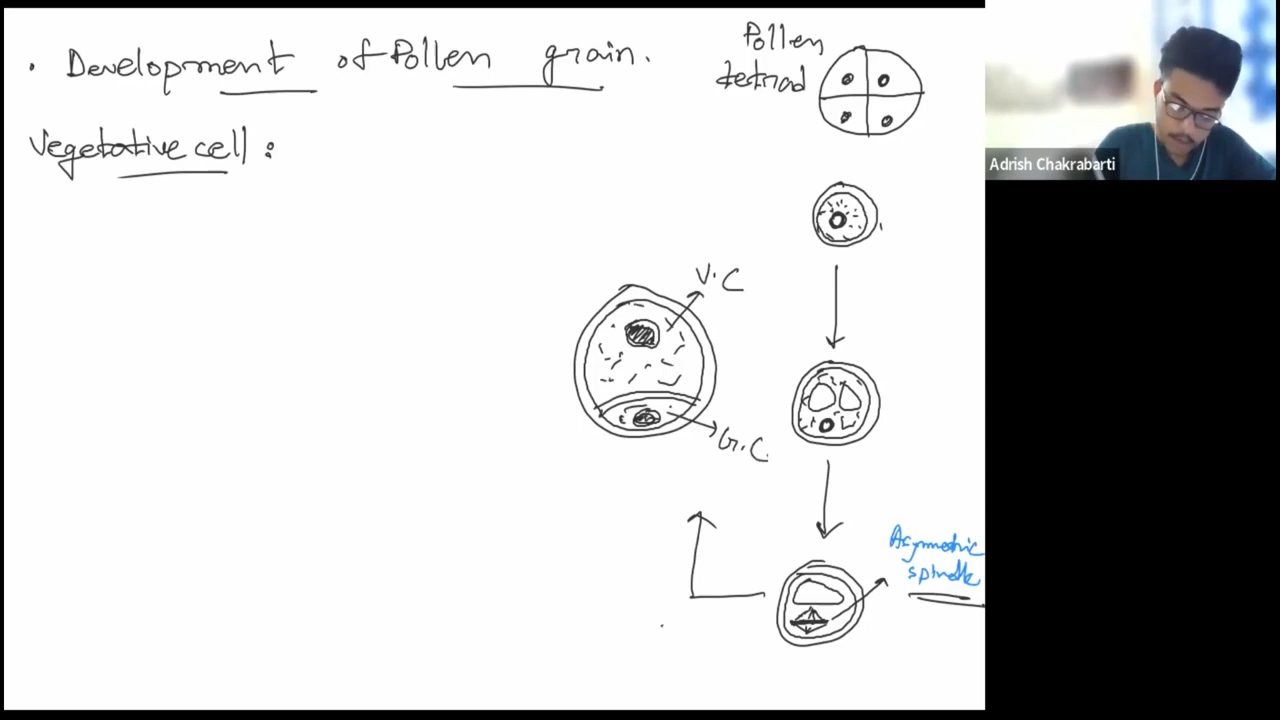 • Development of Pollen grain.
Vegetative cell :
Pollen
tetrad
V.C
G.C.
Asymmetric
spindle
Adrish Chakrabarti